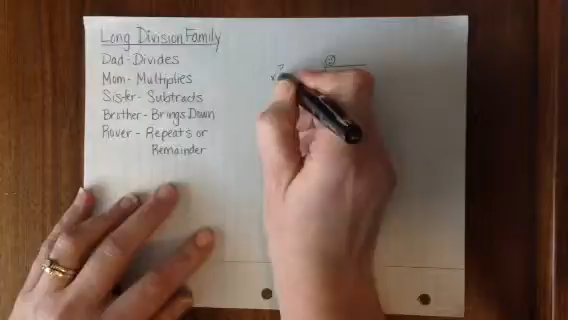 Long Division Family
Dad - Divides
Mom - Multiplies
Sister - Subtracts
Brother - Brings Down
Rover - Repeats or
Remainder